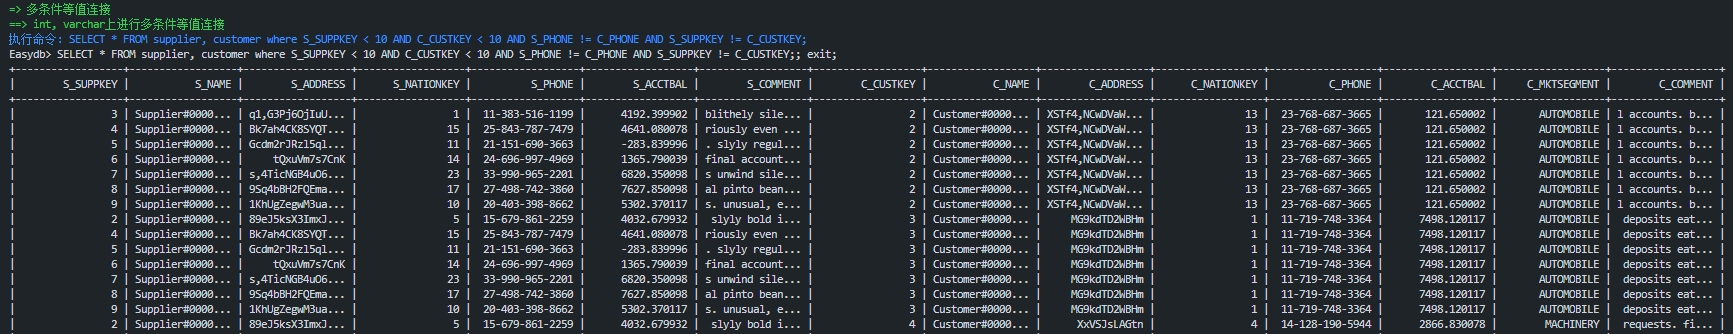 => 多条件等值连接
==> int, varchar上进行多条件等值连接
执行命令: SELECT * FROM supplier, customer where S_SUPPKEY < 10 AND C_CUSTKEY < 10 AND S_PHONE != C_PHONE AND S_SUPPKEY != C_CUSTKEY;
Easydb> SELECT * FROM supplier, customer where S_SUPPKEY < 10 AND C_CUSTKEY < 10 AND S_PHONE != C_PHONE AND S_SUPPKEY != C_CUSTKEY;; exit;
| S_SUPPKEY | S_NAME | S_ADDRESS | S_NATIONKEY | S_PHONE | S_ACCTBAL | S_COMMENT | C_CUSTKEY | C_NAME | C_ADDRESS | C_NATIONKEY | C_PHONE | C_ACCTBAL | C_MKTSEGMENT | C_COMMENT |
| 3 | Supplier#0000... | q1,G3Pj6OjIuU... | 1 | 11-383-516-1199 | 4192.399902 | blithely sile... | 2 | Customer#0000... | XSTf4,NCwDVaW... | 13 | 23-768-687-3665 | 121.650002 | AUTOMOBILE | l accounts. b... |
| 4 | Supplier#0000... | Bk7ah4CK8SYQT... | 15 | 25-843-787-7479 | 4641.080078 | riously even ... | 2 | Customer#0000... | XSTf4,NCwDVaW... | 13 | 23-768-687-3665 | 121.650002 | AUTOMOBILE | l accounts. b... |
| 5 | Supplier#0000... | Gcdm2rJRzl5ql... | 11 | 21-151-690-3663 | -283.839996 | . slyly regul... | 2 | Customer#0000... | XSTf4,NCwDVaW... | 13 | 23-768-687-3665 | 121.650002 | AUTOMOBILE | l accounts. b... |
| 6 | Supplier#0000... | tQxuVm7s7CnK | 14 | 24-696-997-4969 | 1365.790039 | final account... | 2 | Customer#0000... | XSTf4,NCwDVaW... | 13 | 23-768-687-3665 | 121.650002 | AUTOMOBILE | l accounts. b... |
| 7 | Supplier#0000... | s,4TicNGB4uO6... | 23 | 33-990-965-2201 | 6820.350098 | s unwind sile... | 2 | Customer#0000... | XSTf4,NCwDVaW... | 13 | 23-768-687-3665 | 121.650002 | AUTOMOBILE | l accounts. b... |
| 8 | Supplier#0000... | 9Sq4bBH2FQEma... | 17 | 27-498-742-3860 | 7627.850098 | al pinto bean... | 2 | Customer#0000... | XSTf4,NCwDVaW... | 13 | 23-768-687-3665 | 121.650002 | AUTOMOBILE | l accounts. b... |
| 9 | Supplier#0000... | 1KhUgZegwM3ua... | 10 | 20-403-398-8662 | 5302.370117 | s. unusual, e... | 2 | Customer#0000... | XSTf4,NCwDVaW... | 13 | 23-768-687-3665 | 121.650002 | AUTOMOBILE | l accounts. b... |
| 2 | Supplier#0000... | 89eJ5ksX3ImxJ... | 5 | 15-679-861-2259 | 4032.679932 | slyly bold i... | 3 | Customer#0000... | MG9kdTD2WBHm | 1 | 11-719-748-3364 | 7498.120117 | AUTOMOBILE | deposits eat... |
| 4 | Supplier#0000... | Bk7ah4CK8SYQT... | 15 | 25-843-787-7479 | 4641.080078 | riously even ... | 3 | Customer#0000... | MG9kdTD2WBHm | 1 | 11-719-748-3364 | 7498.120117 | AUTOMOBILE | deposits eat... |
| 5 | Supplier#0000... | Gcdm2rJRzl5ql... | 11 | 21-151-690-3663 | -283.839996 | . slyly regul... | 3 | Customer#0000... | MG9kdTD2WBHm | 1 | 11-719-748-3364 | 7498.120117 | AUTOMOBILE | deposits eat... |
| 6 | Supplier#0000... | tQxuVm7s7CnK | 14 | 24-696-997-4969 | 1365.790039 | final account... | 3 | Customer#0000... | MG9kdTD2WBHm | 1 | 11-719-748-3364 | 7498.120117 | AUTOMOBILE | deposits eat... |
| 7 | Supplier#0000... | s,4TicNGB4uO6... | 23 | 33-990-965-2201 | 6820.350098 | s unwind sile... | 3 | Customer#0000... | MG9kdTD2WBHm | 1 | 11-719-748-3364 | 7498.120117 | AUTOMOBILE | deposits eat... |
| 8 | Supplier#0000... | 9Sq4bBH2FQEma... | 17 | 27-498-742-3860 | 7627.850098 | al pinto bean... | 3 | Customer#0000... | MG9kdTD2WBHm | 1 | 11-719-748-3364 | 7498.120117 | AUTOMOBILE | deposits eat... |
| 9 | Supplier#0000... | 1KhUgZegwM3ua... | 10 | 20-403-398-8662 | 5302.370117 | s. unusual, e... | 3 | Customer#0000... | MG9kdTD2WBHm | 1 | 11-719-748-3364 | 7498.120117 | AUTOMOBILE | deposits eat... |
| 2 | Supplier#0000... | 89eJ5ksX3ImxJ... | 5 | 15-679-861-2259 | 4032.679932 | slyly bold i... | 4 | Customer#0000... | XxVSJsLAGtn | 4 | 14-128-190-5944 | 2866.830078 | MACHINERY | requests. fi... |